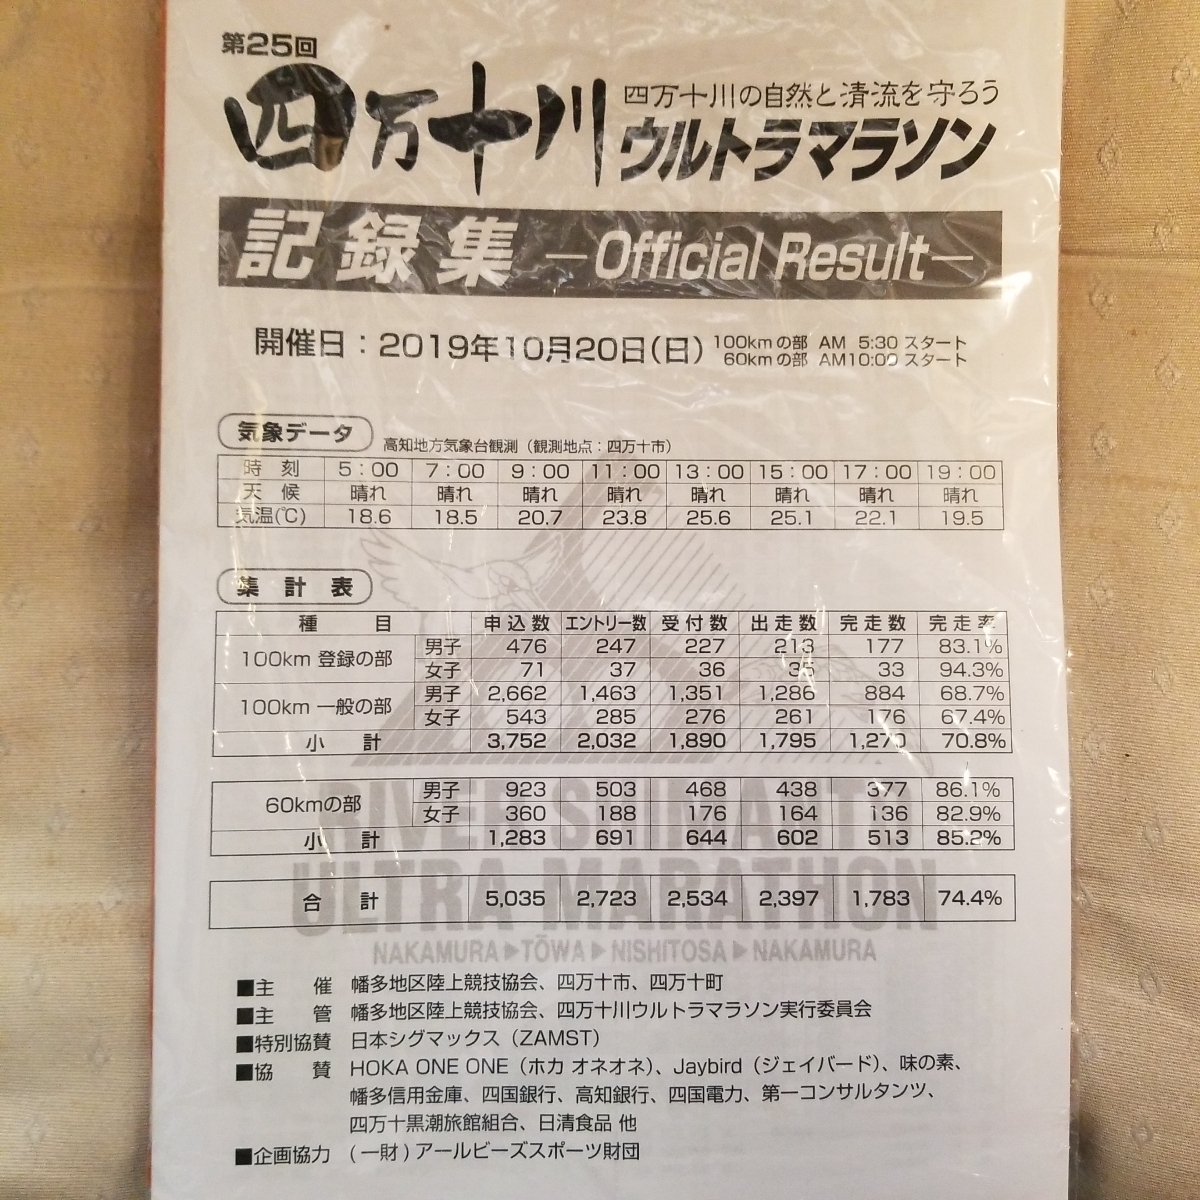 第25回
四万十川の自然と清流を守ろう
四万十川ウルトラマラソン
記録集 —Official Result—
開催日：2019年10月20日(日) 100kmの部 AM 5:30 スタート
60kmの部 AM10:00 スタート
気象データ 高知地方気象台観測（観測地点：四万十市）
時刻 5：00 7：00 9：00 11：00 13：00 15：00 17：00 19：00
天候 晴れ 晴れ 晴れ 晴れ 晴れ 晴れ 晴れ 晴れ
気温(℃) 18.6 18.5 20.7 23.8 25.6 25.1 22.1 19.5
集計表
種目 申込数 エントリー数 受付数 出走数 完走数 完走率
100km 登録の部 男子 476 247 227 213 177 83.1%
女子 71 37 36 35 33 94.3%
100km 一般の部 男子 2,662 1,463 1,351 1,286 884 68.7%
女子 543 285 276 261 176 67.4%
小計 3,752 2,032 1,890 1,795 1,270 70.8%
60kmの部 男子 923 503 468 438 377 86.1%
女子 360 188 176 164 136 82.9%
小計 1,283 691 644 602 513 85.2%
合計 5,035 2,723 2,534 2,397 1,783 74.4%
RIVER SHIMANTO
ULTRA MARATHON
NAKAMURA▶TŌWA▶NISHITOSA▶NAKAMURA
■主催 幡多地区陸上競技協会、四万十市、四万十町
■主管 幡多地区陸上競技協会、四万十川ウルトラマラソン実行委員会
■特別協賛 日本シグマックス（ZAMST）
■協賛 HOKA ONE ONE（ホカ オネオネ）、Jaybird（ジェイバード）、味の素、
幡多信用金庫、四国銀行、高知銀行、四国電力、第一コンサルタンツ、
四万十黒潮旅館組合、日清食品 他
■企画協力 (一財)アールビーズスポーツ財団